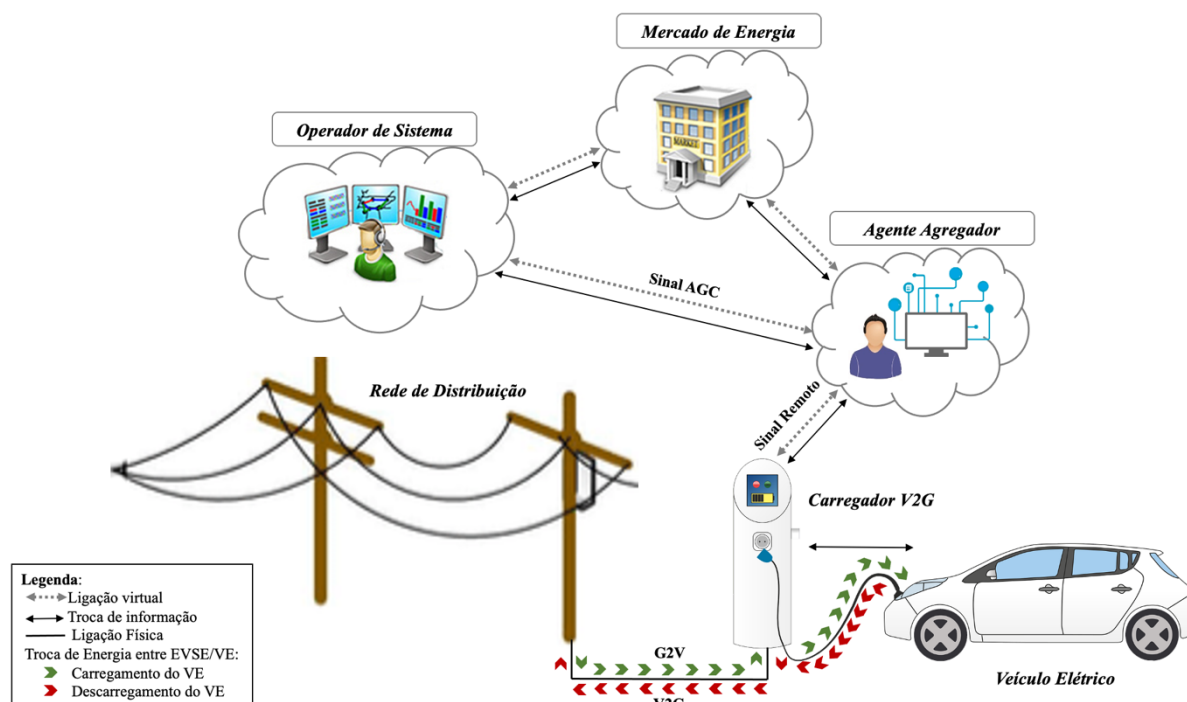 Mercado de Energia
Operador de Sistema
MARKET
Agente Agregador
Sinal AGC
Sinal Remoto
Rede de Distribuição
Carregador V2G
Legenda:
Ligação virtual
Troca de informação
Ligação Física
Troca de Energia entre EVSE/VE:
Carregamento do VE
Descarregamento do VE
G2V
V2G
Veículo Elétrico